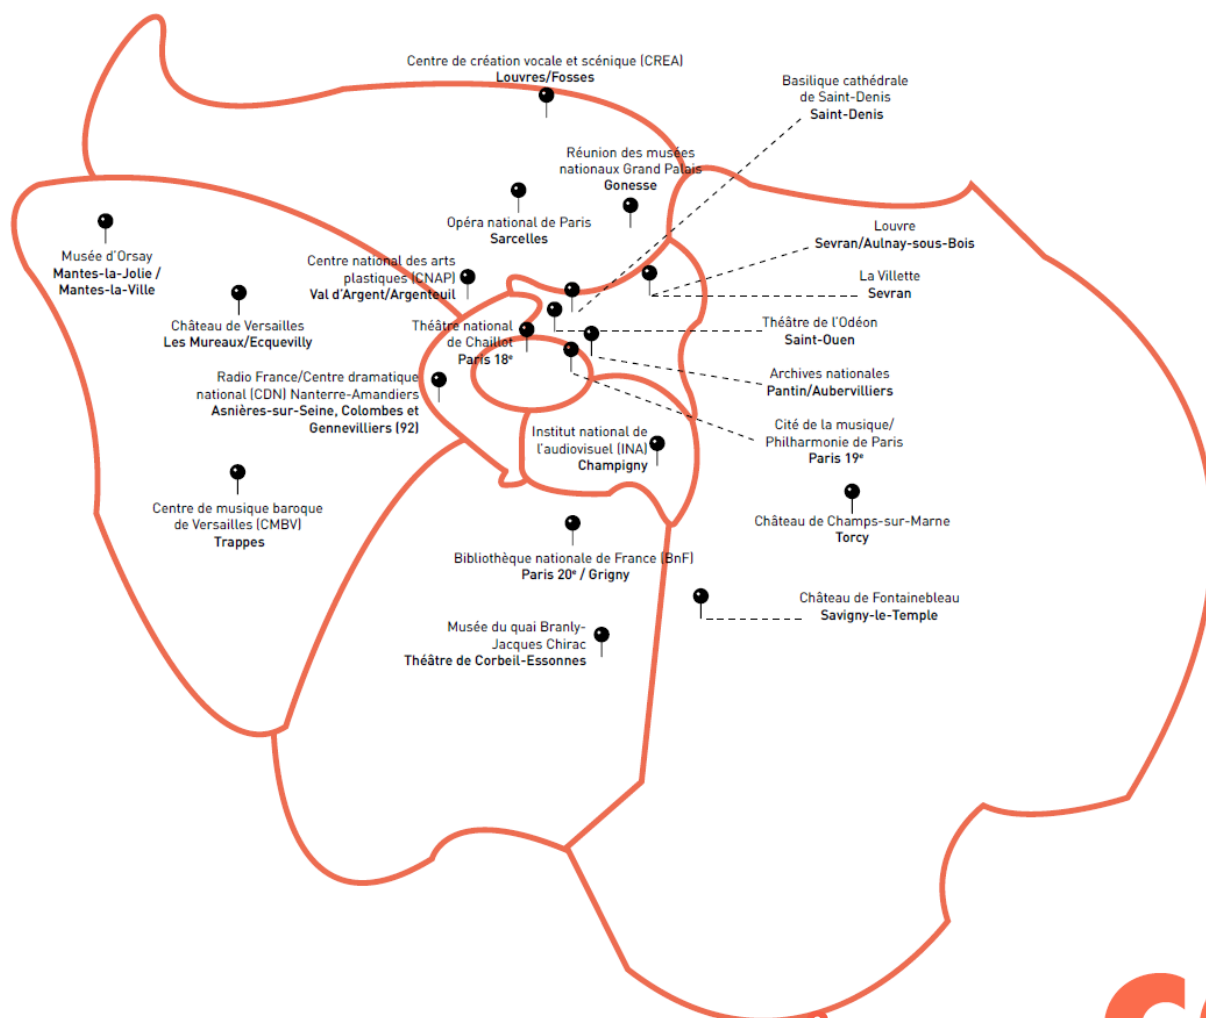 Centre de création vocale et scénique (CREA)
Louvres/Fosses
Basilique cathédrale
de Saint-Denis
Saint-Denis
Réunion des musées
nationaux Grand Palais
Gonesse
Opéra national de Paris
Sarcelles
Louvre
Sevran/Aulnay-sous-Bois
Musée d'Orsay
Mantes-la-Jolie /
Mantes-la-Ville
Centre national des arts
plastiques (CNAP)
Val d'Argent/Argenteuil
La Villette
Sevran
Château de Versailles
Les Mureaux/Ecquevilly
Théâtre national
de Chaillot
Paris 18e
Théâtre de l'Odéon
Saint-Ouen
Radio France/Centre dramatique
national (CDN) Nanterre-Amandiers
Asnières-sur-Seine, Colombes et
Gennevilliers (92)
Archives nationales
Pantin/Aubervilliers
Cité de la musique/
Philharmonie de Paris
Paris 19e
Institut national de
l'audiovisuel (INA)
Champigny
Centre de musique baroque
de Versailles (CMBV)
Trappes
Château de Champs-sur-Marne
Torcy
Bibliothèque nationale de France (BnF)
Paris 20e / Grigny
Château de Fontainebleau
Savigny-le-Temple
Musée du quai Branly-
Jacques Chirac
Théâtre de Corbeil-Essonnes